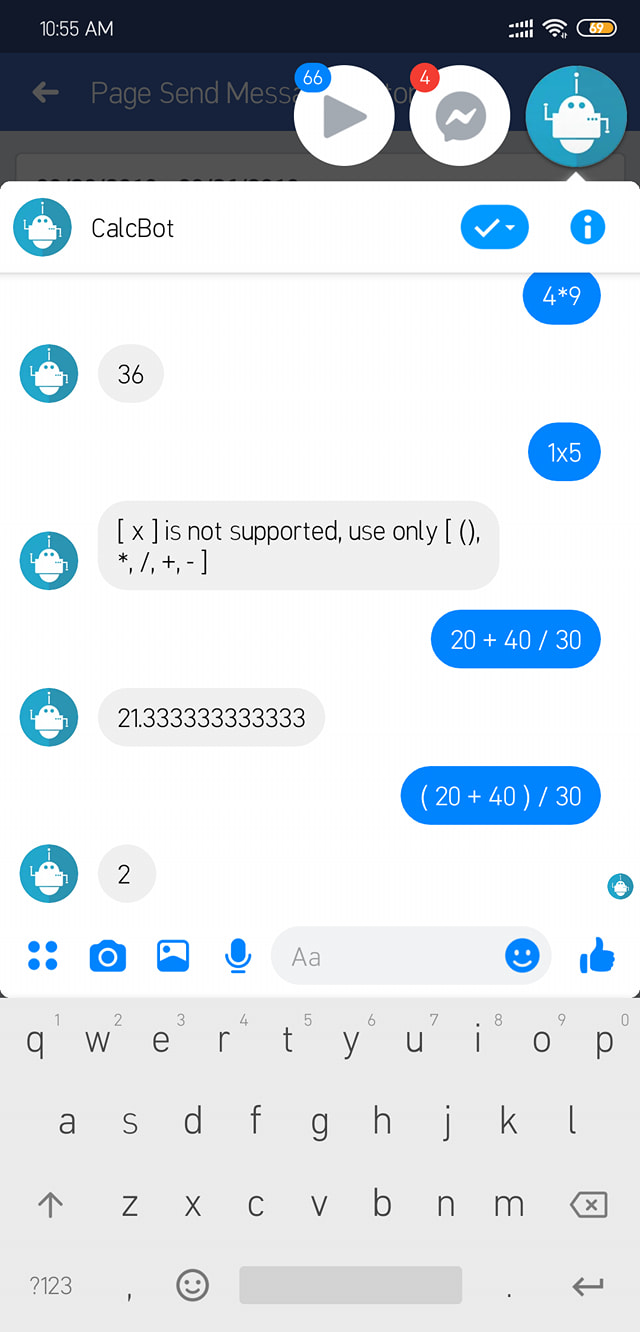 10:55 AM
69
66
4
Page Send Messa
CalcBot
4*9
36
1x5
[ x ] is not supported, use only [ (),
*, /, +, - ]
20 + 40 / 30
21.333333333333
( 20 + 40 ) / 30
2
Aa
1 2 3 4 5 6 7 8 9 0
q w e r t y u i o p
a s d f g h j k l
z x c v b n m
?123 , .